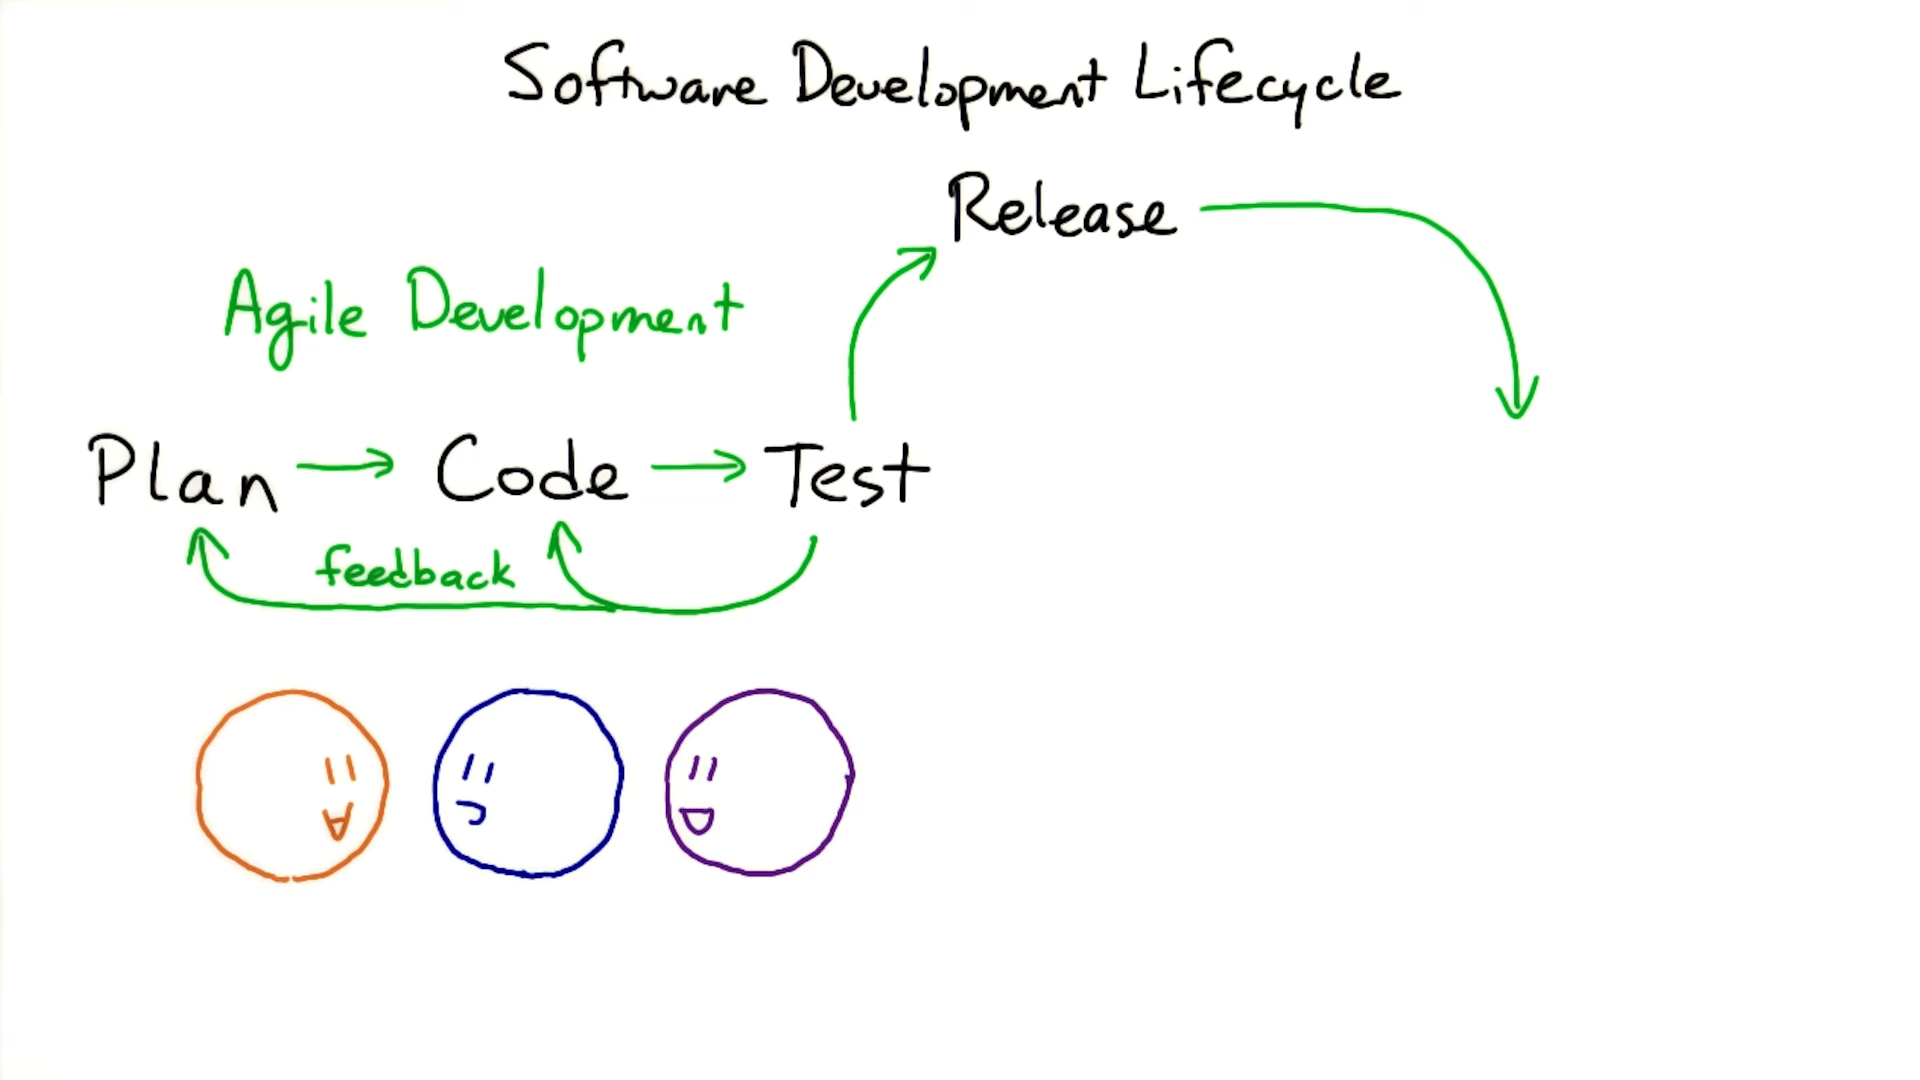 Software Development Lifecycle
Release
Agile Development
Plan → Code → Test
feedback